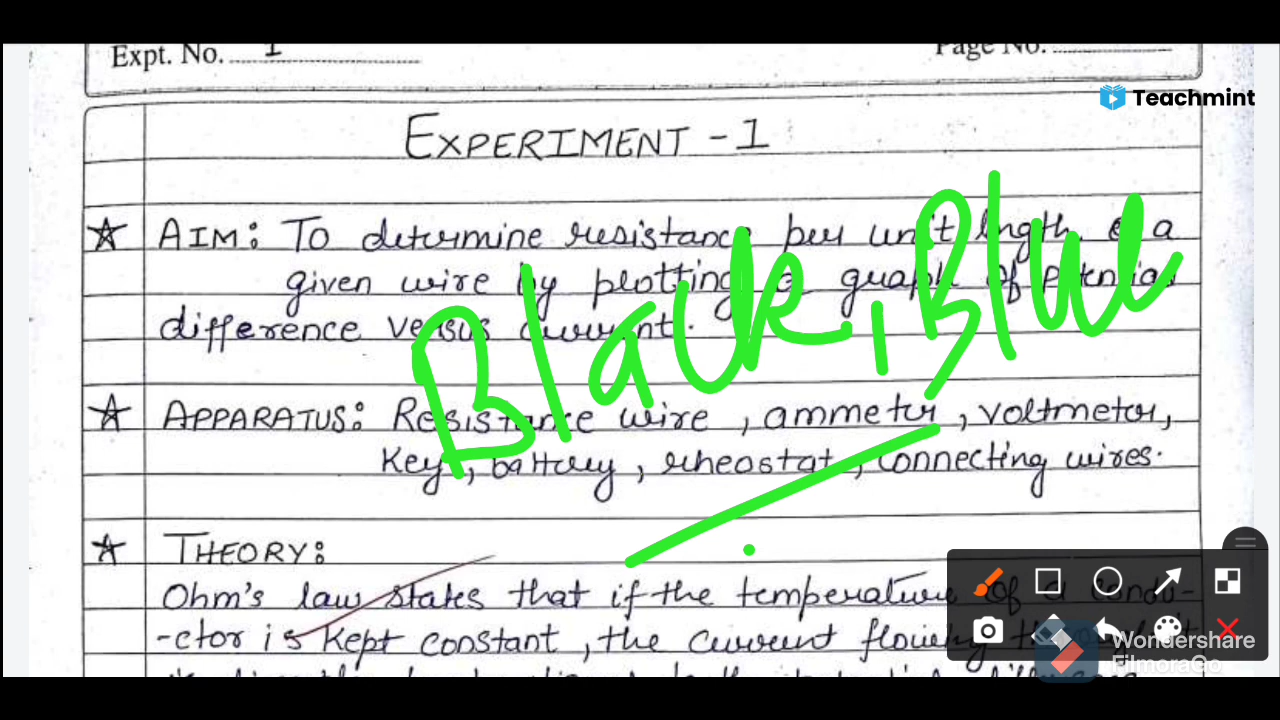 Expt. No. 1
Page No.
Teachmint
EXPERIMENT - 1
☆ AIM: To determine resistance per unit length of a
given wire by plotting a graph of potential
difference versus current.
Black, Blue
☆ APPARATUS: Resistance wire, ammeter, voltmeter,
Key, battery, rheostat, connecting wires.
☆ THEORY:
Ohm's law states that if the temperature of a condu-
-ctor is kept constant, the current flowing
Wondershare
FilmoraGo